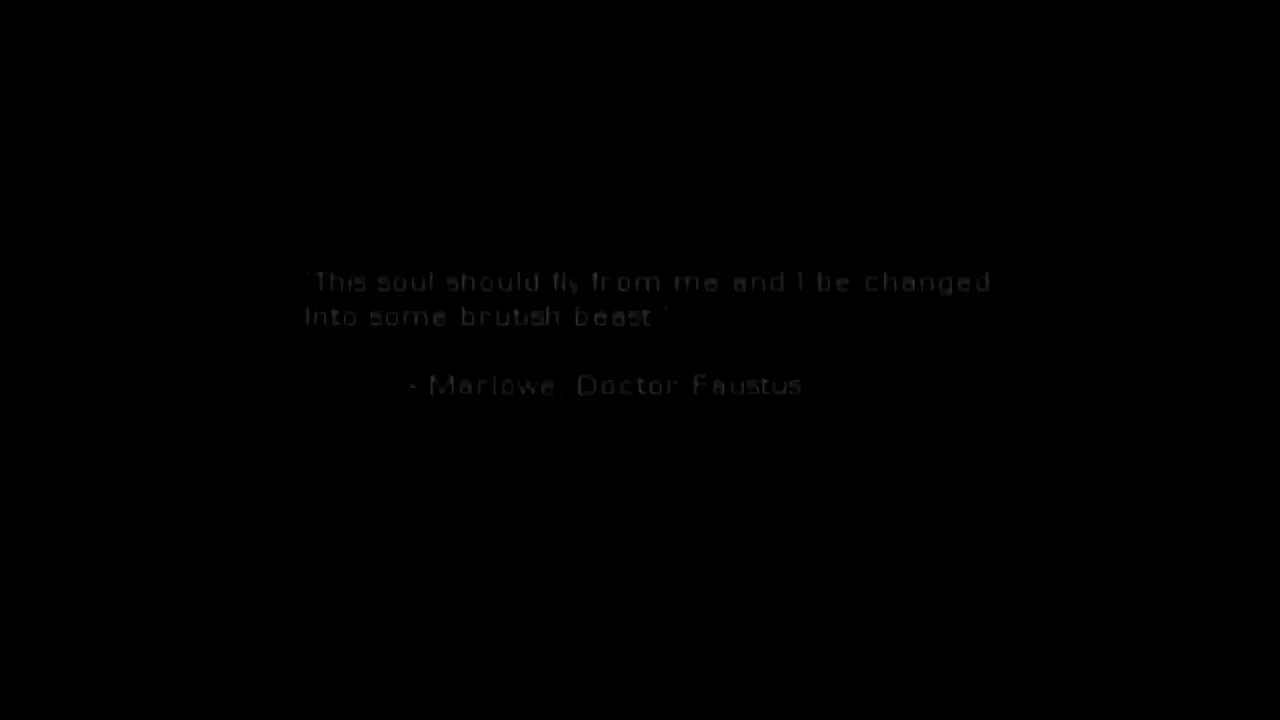 "This soul should fly from me and I be changed
Into some brutish beast."
- Marlowe, Doctor Faustus